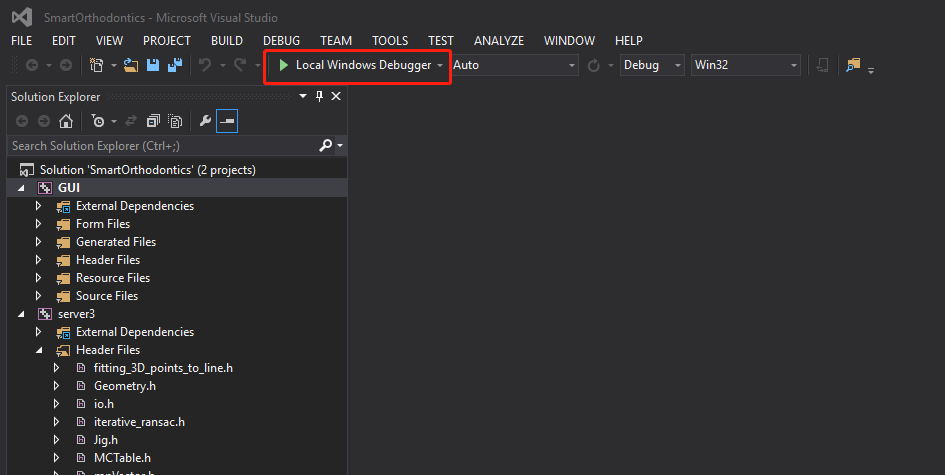 SmartOrthodontics - Microsoft Visual Studio
FILE EDIT VIEW PROJECT BUILD DEBUG TEAM TOOLS TEST ANALYZE WINDOW HELP
Local Windows Debugger Auto Debug Win32
Solution Explorer
Search Solution Explorer (Ctrl+;)
Solution 'SmartOrthodontics' (2 projects)
GUI
External Dependencies
Form Files
Generated Files
Header Files
Resource Files
Source Files
server3
External Dependencies
Header Files
fitting_3D_points_to_line.h
Geometry.h
io.h
iterative_ransac.h
Jig.h
MCTable.h